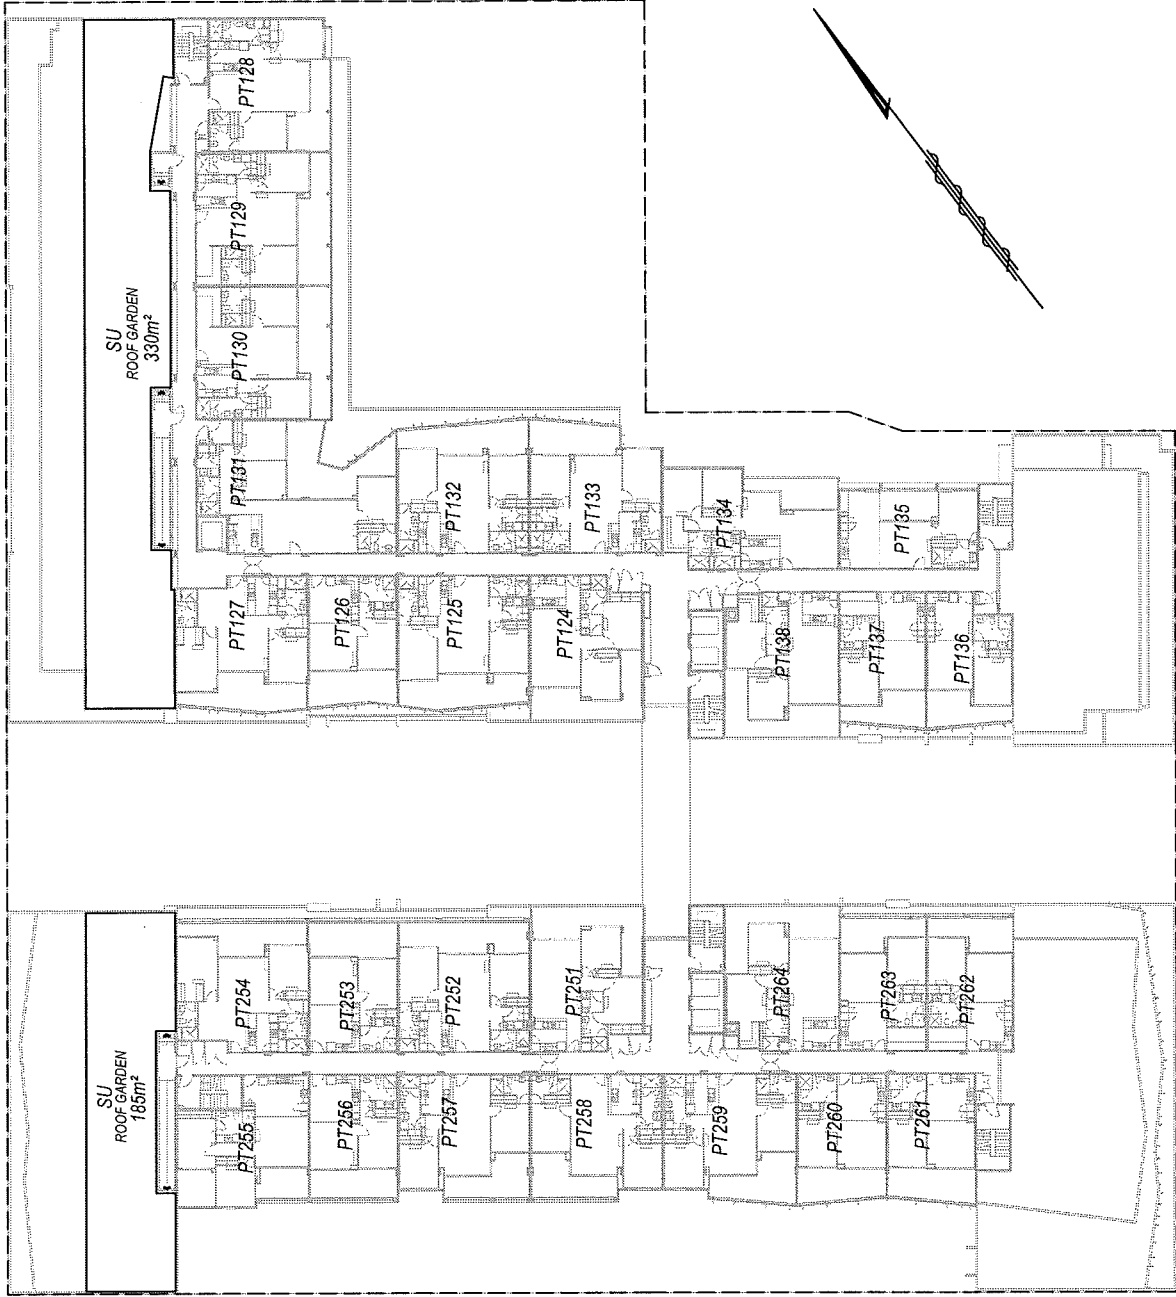 PT128
PT129
SU
ROOF GARDEN
330m²
PT130
PT131
PT132
PT133
PT134
PT135
PT127
PT126
PT125
PT124
PT138
PT137
PT136
PT254
PT253
PT252
PT251
PT264
PT263
PT262
SU
ROOF GARDEN
185m²
PT255
PT256
PT257
PT258
PT259
PT260
PT261